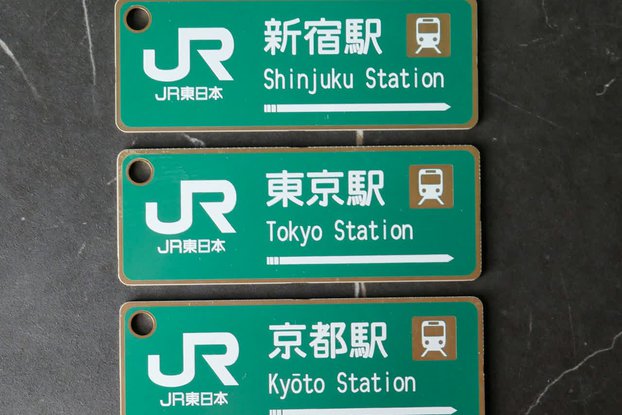 JR
JR東日本
新宿駅
Shinjuku Station
JR
JR東日本
東京駅
Tokyo Station
JR
JR東日本
京都駅
Kyōto Station